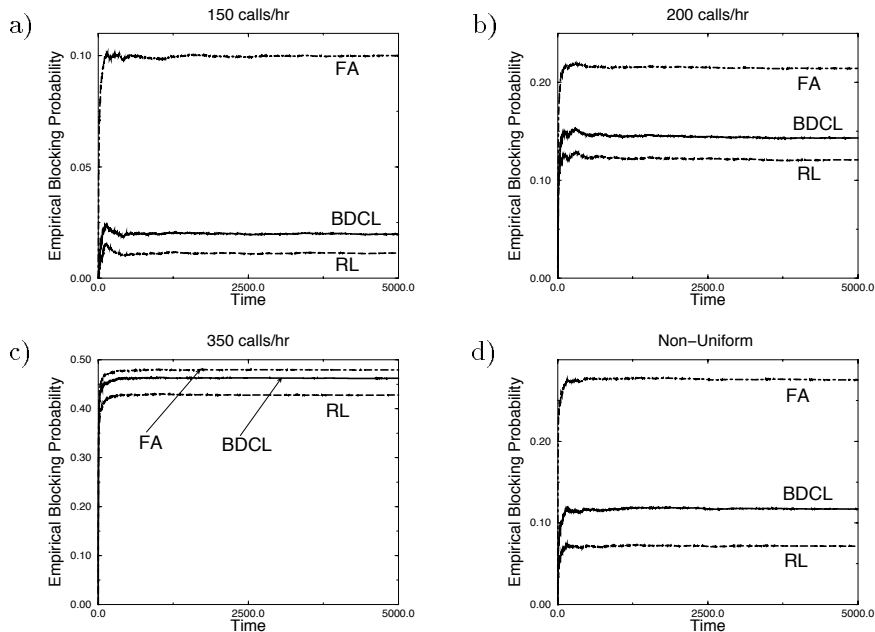 a)
150 calls/hr
Empirical Blocking Probability
0.10
0.05
0.00
FA
BDCL
RL
0.0
2500.0
5000.0
Time
b)
200 calls/hr
Empirical Blocking Probability
0.20
0.10
0.00
FA
BDCL
RL
0.0
2500.0
5000.0
Time
c)
350 calls/hr
Empirical Blocking Probability
0.50
0.40
0.30
0.20
0.10
0.00
RL
FA
BDCL
0.0
2500.0
5000.0
Time
d)
Non-Uniform
Empirical Blocking Probability
0.20
0.10
0.00
FA
BDCL
RL
0.0
2500.0
5000.0
Time